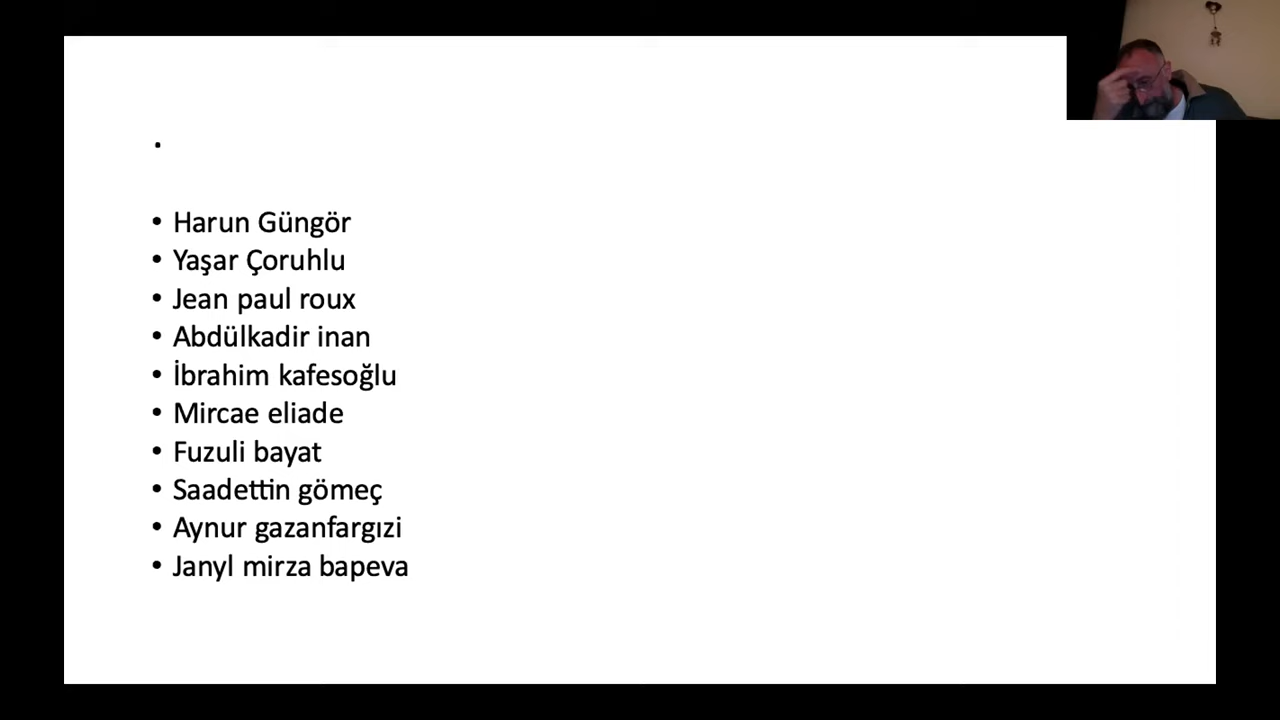 .
• Harun Güngör
• Yaşar Çoruhlu
• Jean paul roux
• Abdülkadir inan
• İbrahim kafesoğlu
• Mircae eliade
• Fuzuli bayat
• Saadettin gömeç
• Aynur gazanfargızi
• Janyl mirza bapeva